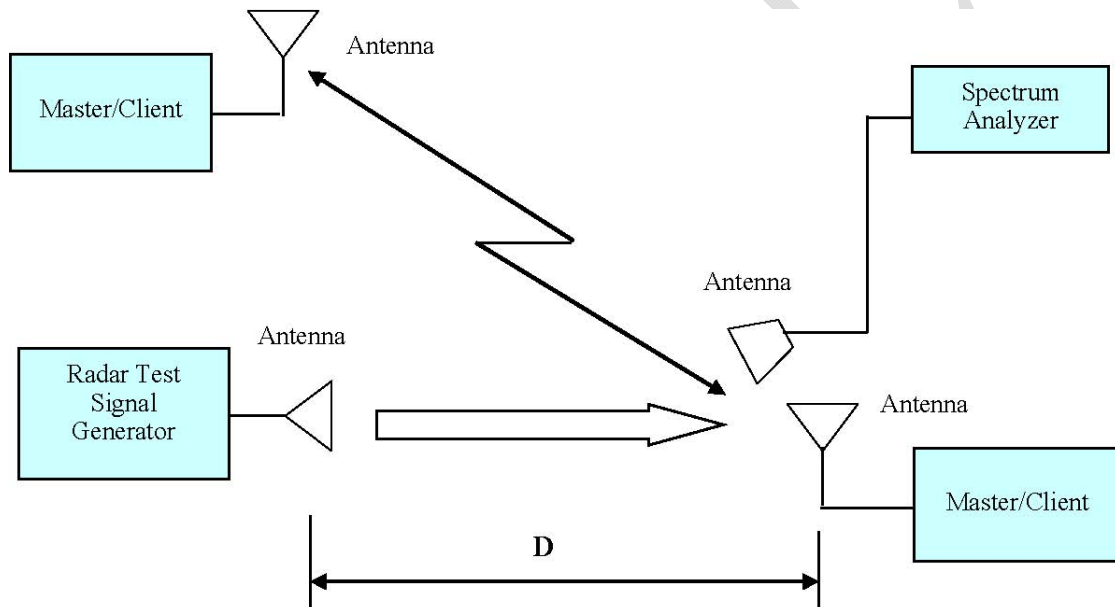 Antenna
Master/Client
Spectrum
Analyzer
Antenna
Antenna
Radar Test
Signal
Generator
Antenna
Master/Client
D